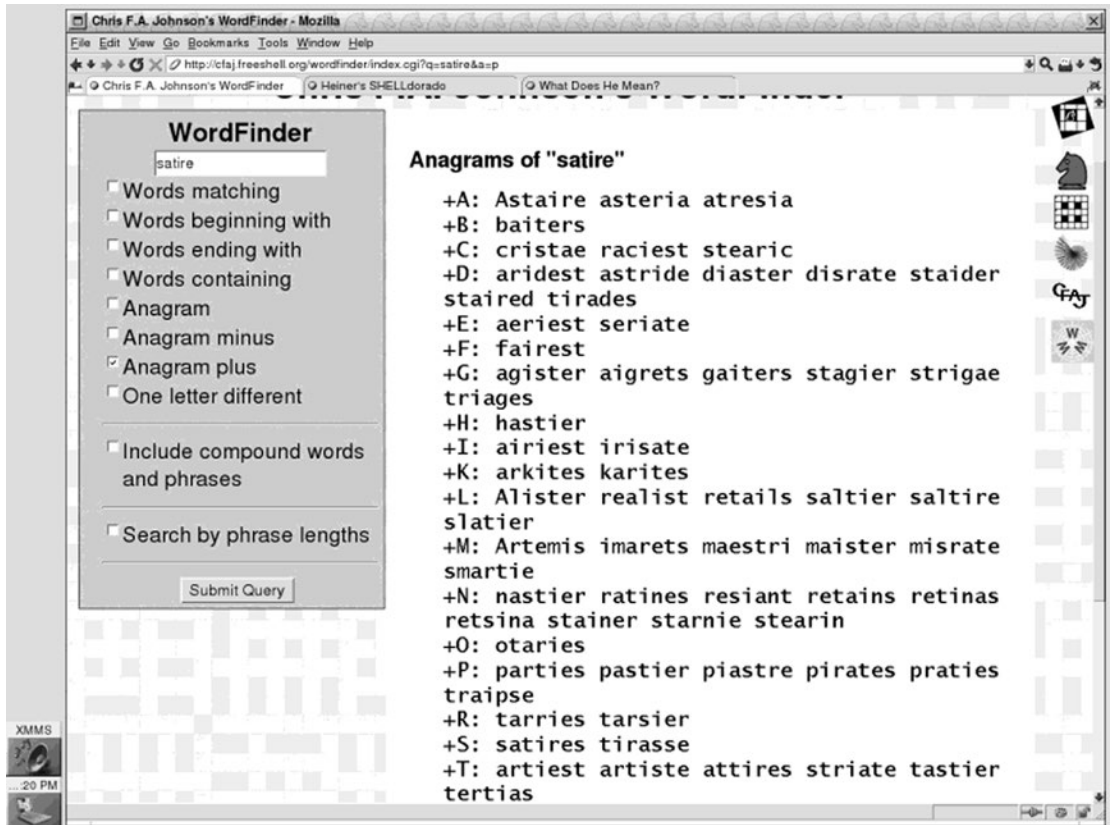 Chris F.A. Johnson's WordFinder - Mozilla
File Edit View Go Bookmarks Tools Window Help
http://cfaj.freeshell.org/wordfinder/index.cgi?q=satire&a=p
Chris F.A. Johnson's WordFinder Heiner's SHELLdorado What Does He Mean?
Chris F.A. Johnson's WordFinder
WordFinder
satire
Words matching
Words beginning with
Words ending with
Words containing
Anagram
Anagram minus
Anagram plus
One letter different
Include compound words
and phrases
Search by phrase lengths
Submit Query
Anagrams of "satire"
+A: Astaire asteria atresia
+B: baiters
+C: cristae raciest stearic
+D: aridest astride diaster disrate staider
staired tirades
+E: aeriest seriate
+F: fairest
+G: agister aigrets gaiters stagier strigae
triages
+H: hastier
+I: airiest irisate
+K: arkites karites
+L: Alister realist retails saltier saltire
slatier
+M: Artemis imarets maestri maister misrate
smartie
+N: nastier ratines resiant retains retinas
retsina stainer starnie stearin
+O: otaries
+P: parties pastier piastre pirates praties
traipse
+R: tarries tarsier
+S: satires tirasse
+T: artiest artiste attires striate tastier
tertias
CFAJ
W
XMMS
...:20 PM